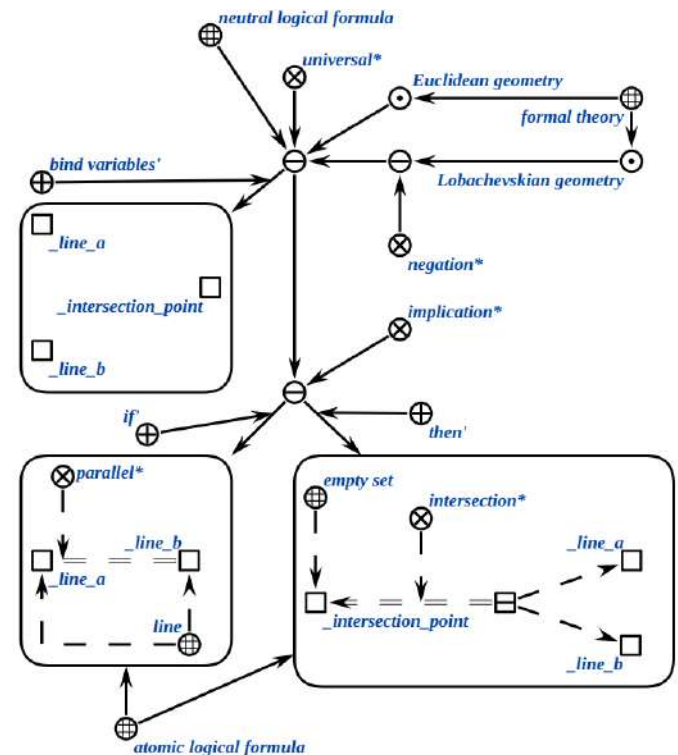 neutral logical formula
universal*
Euclidean geometry
formal theory
bind variables'
Lobachevskian geometry
_line_a
negation*
_intersection_point
implication*
_line_b
if'
then'
parallel*
empty set
intersection*
_line_b
_line_a
_line_a
line
_intersection_point
_line_b
atomic logical formula